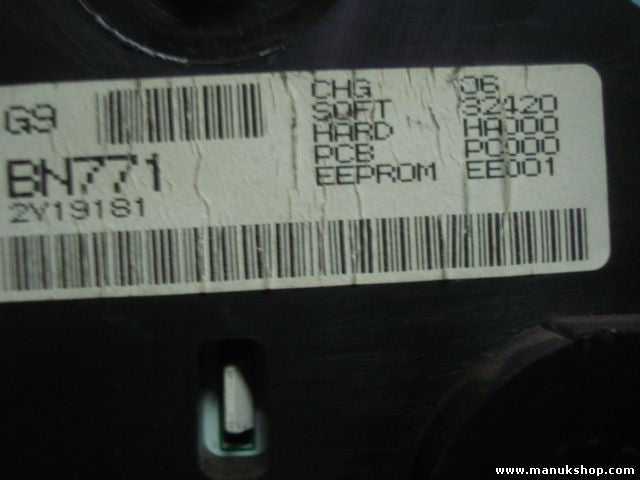 G9
BN771
2V19181
CHG 06
SOFT 32420
HARD HA000
PCB PC000
EEPROM EE001
www.manukshop.com